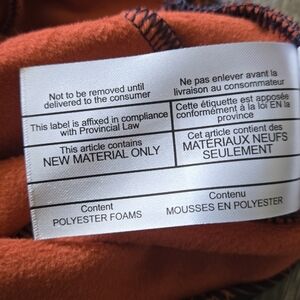 Not to be removed until
delivered to the consumer
Ne pas enlever avant la
livraison au consommateur
This label is affixed in compliance
with Provincial Law
Cette étiquette est apposée
conformément à la loi EN la
province
This article contains
NEW MATERIAL ONLY
Cet article contient des
MATERIAUX NEUFS
SEULEMENT
Content
POLYESTER FOAMS
Contenu
MOUSSES EN POLYESTER